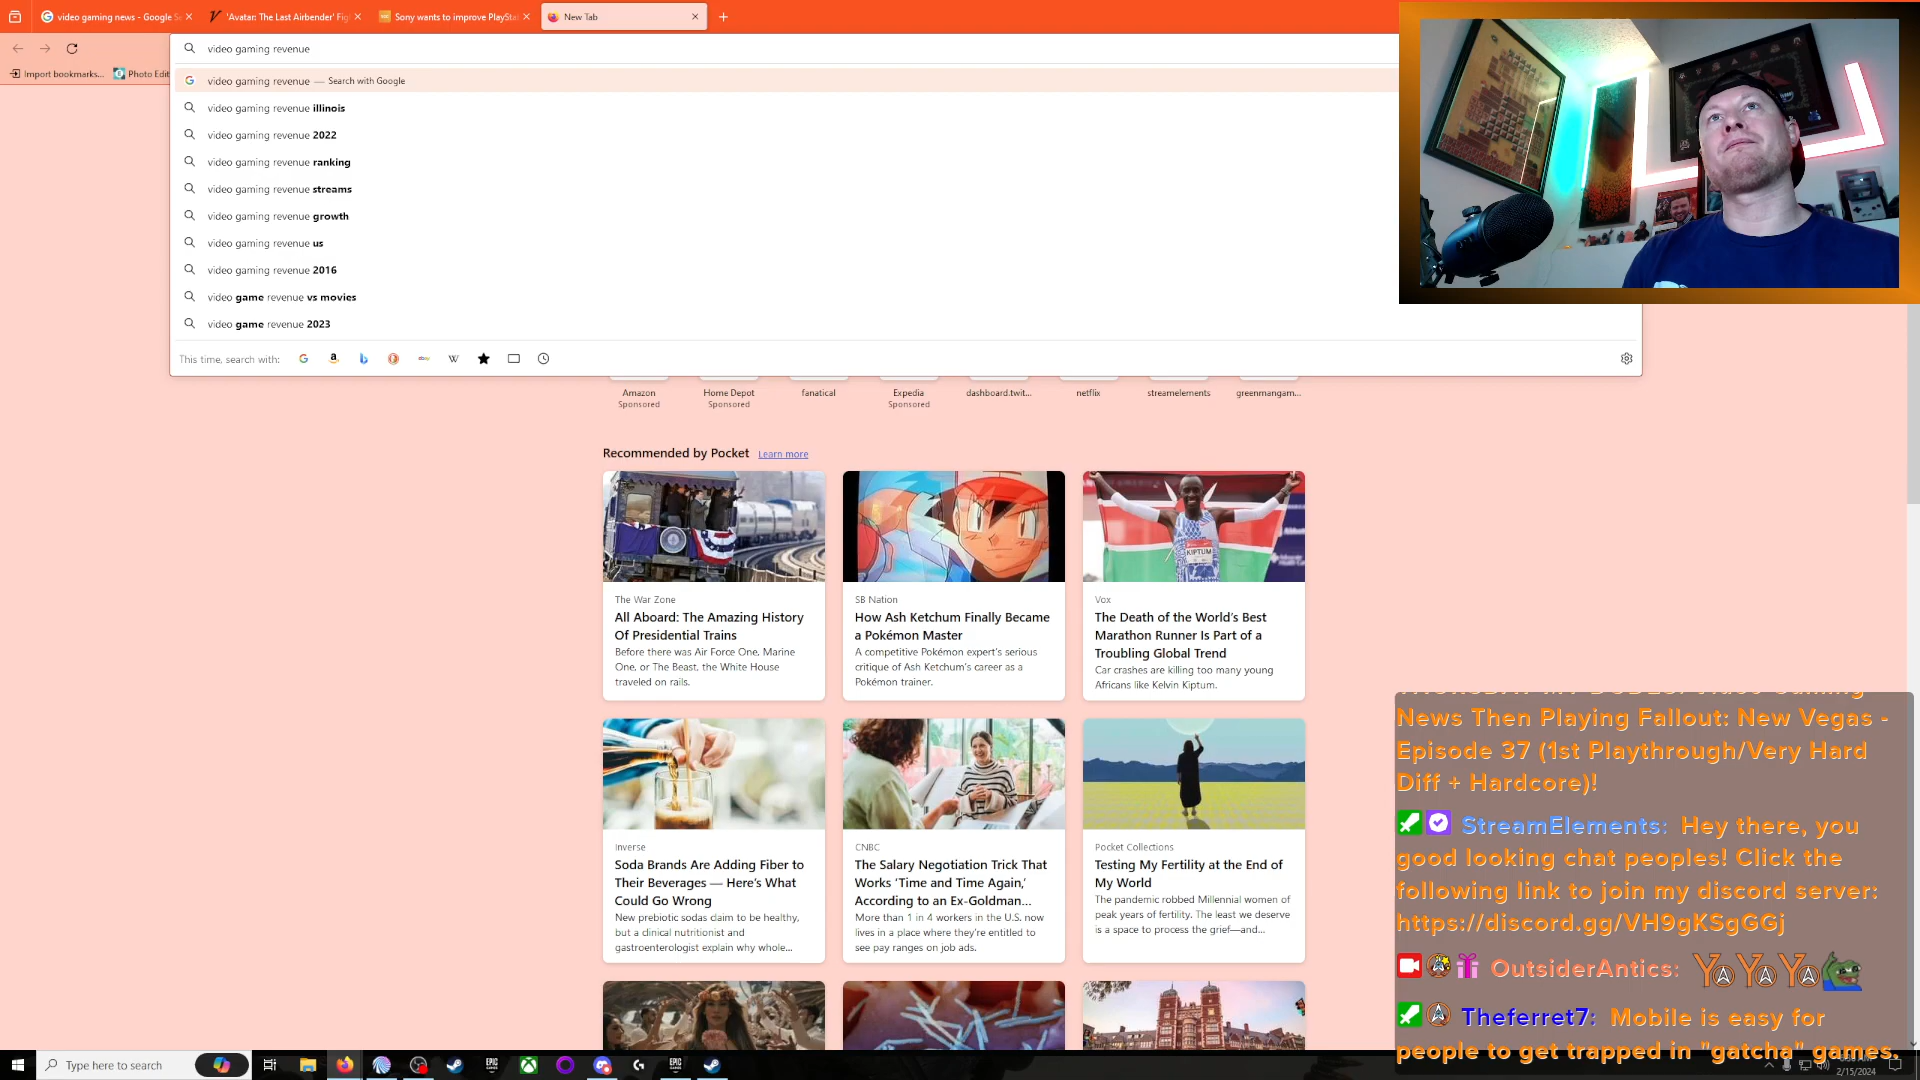 video gaming news - Google Se
'Avatar: The Last Airbender' Figh
Sony wants to improve PlayStat
New Tab
video gaming revenue
Import bookmarks...
Photo Edit
video gaming revenue — Search with Google
video gaming revenue illinois
video gaming revenue 2022
video gaming revenue ranking
video gaming revenue streams
video gaming revenue growth
video gaming revenue us
video gaming revenue 2016
video game revenue vs movies
video game revenue 2023
This time, search with:
Amazon
Sponsored
Home Depot
Sponsored
fanatical
Expedia
Sponsored
dashboard.twit...
netflix
streamelements
greenmangam...
Recommended by Pocket
Learn more
The War Zone
All Aboard: The Amazing History
Of Presidential Trains
Before there was Air Force One, Marine
One, or The Beast, the White House
traveled on rails.
SB Nation
How Ash Ketchum Finally Became
a Pokémon Master
A competitive Pokémon expert's serious
critique of Ash Ketchum's career as a
Pokémon trainer.
KIPTUM
Vox
The Death of the World's Best
Marathon Runner Is Part of a
Troubling Global Trend
Car crashes are killing too many young
Africans like Kelvin Kiptum.
Inverse
Soda Brands Are Adding Fiber to
Their Beverages — Here's What
Could Go Wrong
New prebiotic sodas claim to be healthy,
but a clinical nutritionist and
gastroenterologist explain why whole...
CNBC
The Salary Negotiation Trick That
Works 'Time and Time Again,'
According to an Ex-Goldman...
More than 1 in 4 workers in the U.S. now
lives in a place where they're entitled to
see pay ranges on job ads.
Pocket Collections
Testing My Fertility at the End of
My World
The pandemic robbed Millennial women of
peak years of fertility. The least we deserve
is a space to process the grief—and...
News Then Playing Fallout: New Vegas -
Episode 37 (1st Playthrough/Very Hard
Diff + Hardcore)!
StreamElements: Hey there, you
good looking chat peoples! Click the
following link to join my discord server:
https://discord.gg/VH9gKSgGGj
OutsiderAntics:
Theferret7: Mobile is easy for
people to get trapped in "gatcha" games.
Type here to search
2/15/2024